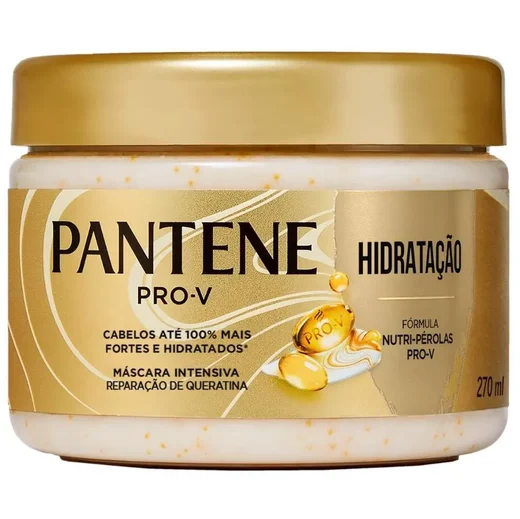 PANTENE
PRO-V
CABELOS ATÉ 100% MAIS
FORTES E HIDRATADOS*
MÁSCARA INTENSIVA
REPARAÇÃO DE QUERATINA
PRO-V
HIDRATAÇÃO
FÓRMULA
NUTRI-PÉROLAS
PRO-V
270 ml